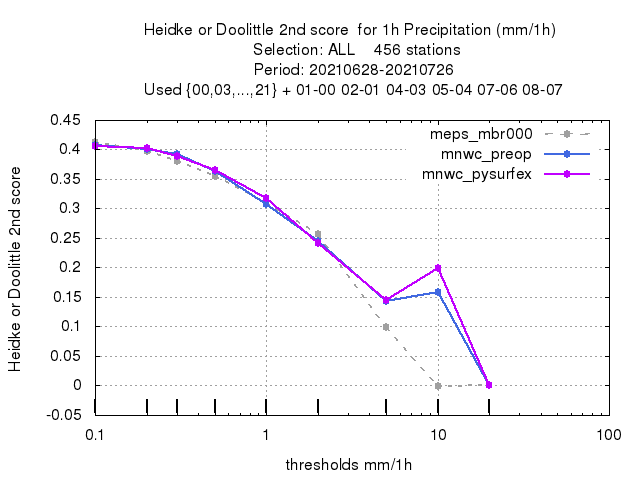 Heidke or Doolittle 2nd score  for 1h Precipitation (mm/1h)
Selection: ALL    456 stations
Period: 20210628-20210726
Used {00,03,...,21} + 01-00 02-01 04-03 05-04 07-06 08-07
meps_mbr000
mnwc_preop
mnwc_pysurfex
Heidke or Doolittle 2nd score
0.45
0.4
0.35
0.3
0.25
0.2
0.15
0.1
0.05
0
-0.05
0.1 1 10 100
thresholds mm/1h